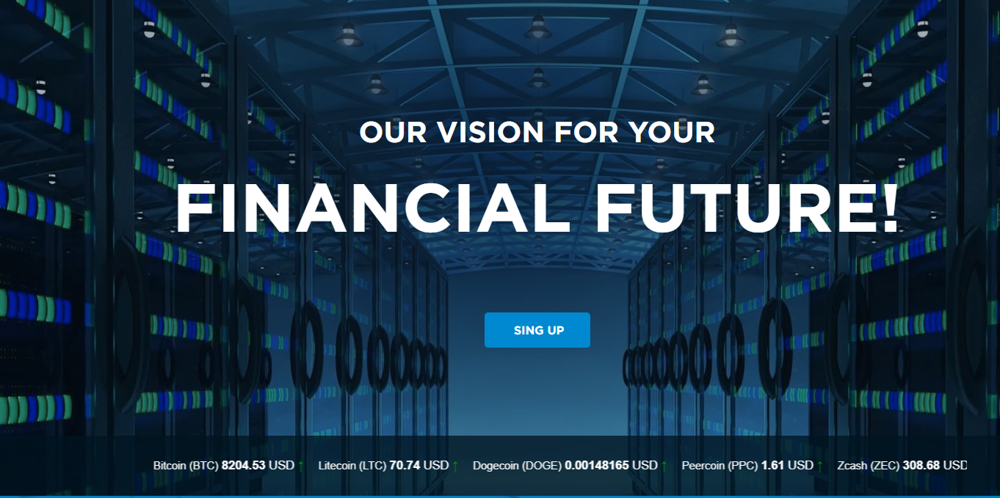 OUR VISION FOR YOUR
FINANCIAL FUTURE!
SING UP
Bitcoin (BTC) 8204.53 USD ↑ Litecoin (LTC) 70.74 USD ↑ Dogecoin (DOGE) 0.00148165 USD ↑ Peercoin (PPC) 1.61 USD ↑ Zcash (ZEC) 308.68 USD